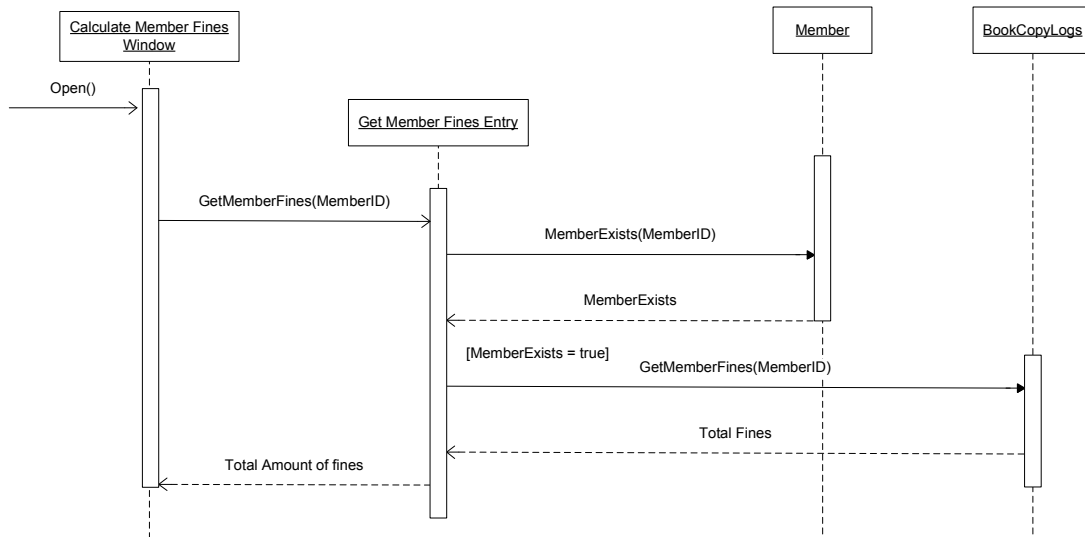 Calculate Member Fines
Window
Member
BookCopyLogs
Open()
Get Member Fines Entry
GetMemberFines(MemberID)
MemberExists(MemberID)
MemberExists
[MemberExists = true]
GetMemberFines(MemberID)
Total Fines
Total Amount of fines